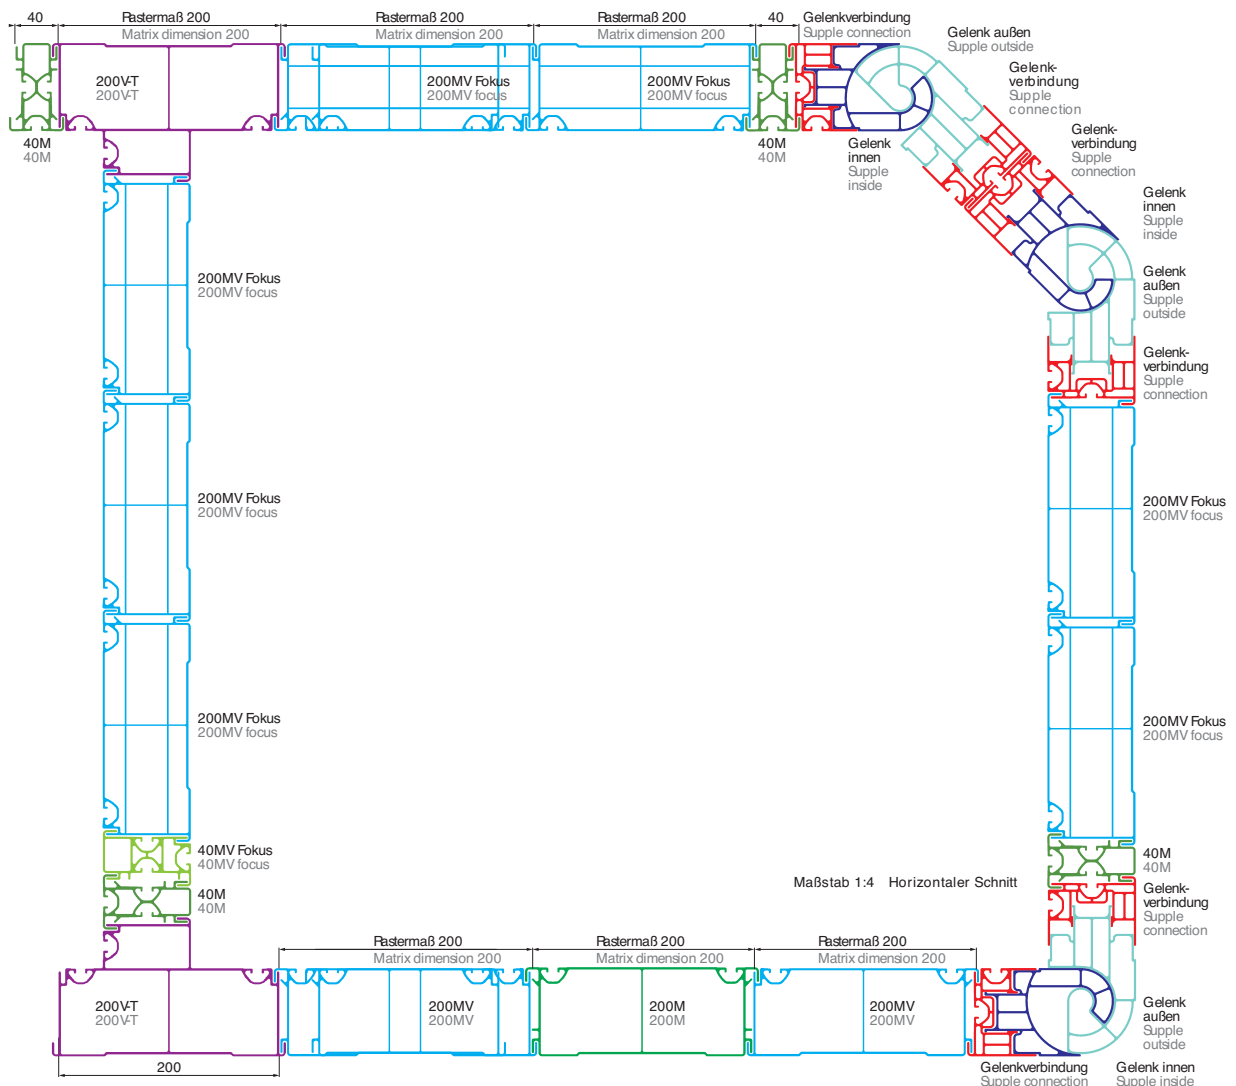 40
Rastermaß 200
Matrix dimension 200
Rastermaß 200
Matrix dimension 200
Rastermaß 200
Matrix dimension 200
40
Gelenkverbindung
Supple connection
Gelenk außen
Supple outside
Gelenk-
verbindung
Supple
connection
Gelenk-
verbindung
Supple
connection
200V-T
200V-T
200MV Fokus
200MV focus
200MV Fokus
200MV focus
40M
40M
40M
40M
Gelenk
innen
Supple
inside
Gelenk
innen
Supple
inside
200MV Fokus
200MV focus
Gelenk
außen
Supple
outside
Gelenk-
verbindung
Supple
connection
200MV Fokus
200MV focus
200MV Fokus
200MV focus
200MV Fokus
200MV focus
200MV Fokus
200MV focus
40MV Fokus
40MV focus
40M
40M
40M
40M
Maßstab 1:4 Horizontaler Schnitt
Gelenk-
verbindung
Supple
connection
Rastermaß 200
Matrix dimension 200
Rastermaß 200
Matrix dimension 200
Rastermaß 200
Matrix dimension 200
200V-T
200V-T
200MV
200MV
200M
200M
200MV
200MV
Gelenk
außen
Supple
outside
200
Gelenkverbindung
Supple connection
Gelenk innen
Supple inside